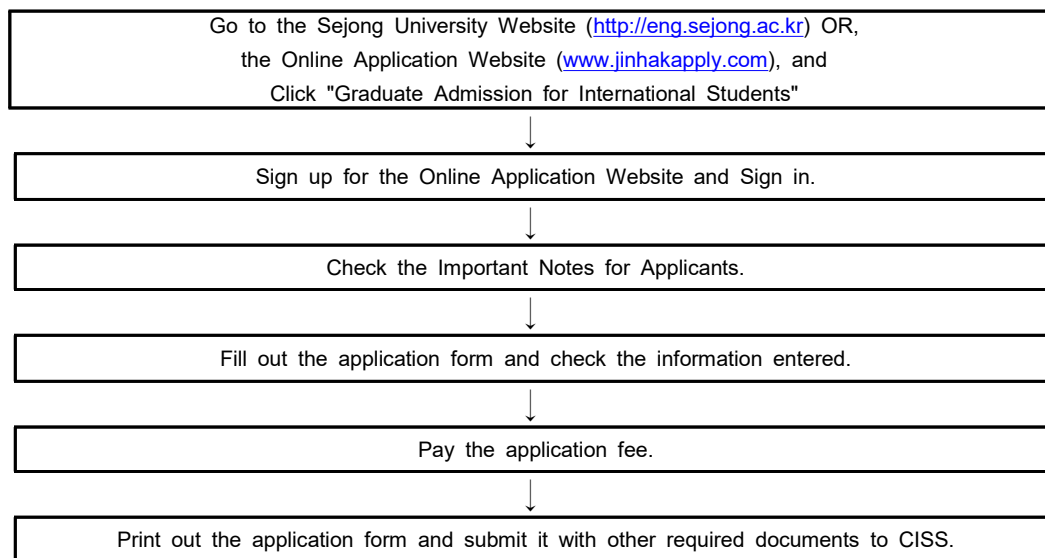 Go to the Sejong University Website (http://eng.sejong.ac.kr) OR,
the Online Application Website (www.jinhakapply.com), and
Click "Graduate Admission for International Students"
↓
Sign up for the Online Application Website and Sign in.
↓
Check the Important Notes for Applicants.
↓
Fill out the application form and check the information entered.
↓
Pay the application fee.
↓
Print out the application form and submit it with other required documents to CISS.